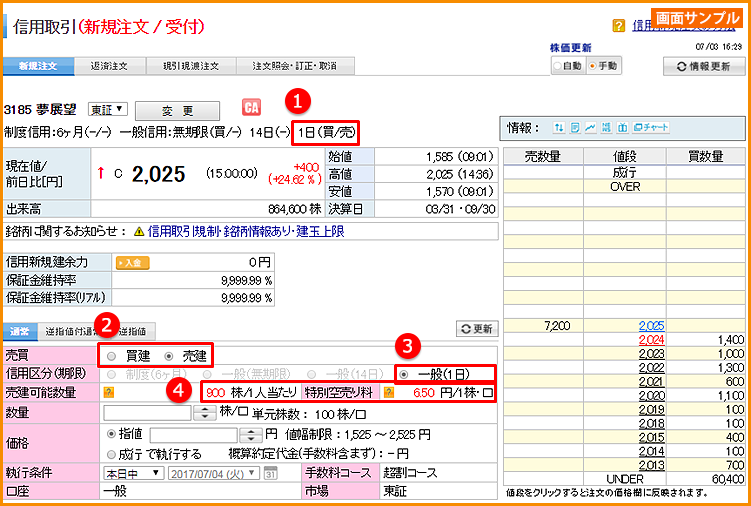 画面サンプル
信用取引(新規注文/受付)
株価更新
07/03 16:29
自動 手動
情報更新
新規注文 返済注文 現引現渡注文 注文照会・訂正・取消
3185 夢展望 東証 変 更 CA
1
制度信用:6ヶ月(-/-) 一般信用:無期限(買/-) 14日(-) 1日(買/売)
情報: チャート
現在値/
前日比[円]
↑ C 2,025 (15:00:00) +400
(+24.62 %)
始値 1,585 (09:01)
高値 2,025 (14:36)
安値 1,570 (09:01)
出来高 864,600 株 決算日 03/31 ・09/30
銘柄に関するお知らせ: 信用取引規制・銘柄情報あり・建玉上限
信用新規建余力 入金 0 円
保証金維持率 9,999.99 %
保証金維持率(リアル) 9,999.99 %
通常 逆指値付通常 逆指値
更新
2
売買 買建 売建
3
信用区分(期限) 制度(6ヶ月) 一般(無期限) 一般(14日) 一般(1日)
4
売建可能数量 ? 900 株/1人当たり 特別空売り料 ? 6.50 円/1株・口
数量 株/口 単元株数: 100 株/口
価格 指値 円 値幅制限: 1,525 ～ 2,525 円
成行 で執行する 概算約定代金(手数料含まず): - 円
執行条件 本日中 2017/07/04 (火) 31 手数料コース 超割コース
口座 一般 市場 東証
売数量 値段 買数量
成行
OVER
7,200 2,025
2,024 1,400
2,023 1,000
2,022 1,300
2,021 600
2,020 1,100
2,019 100
2,018 100
2,015 400
2,014 100
2,013 700
UNDER 60,400
値段をクリックすると注文の価格欄に反映されます。